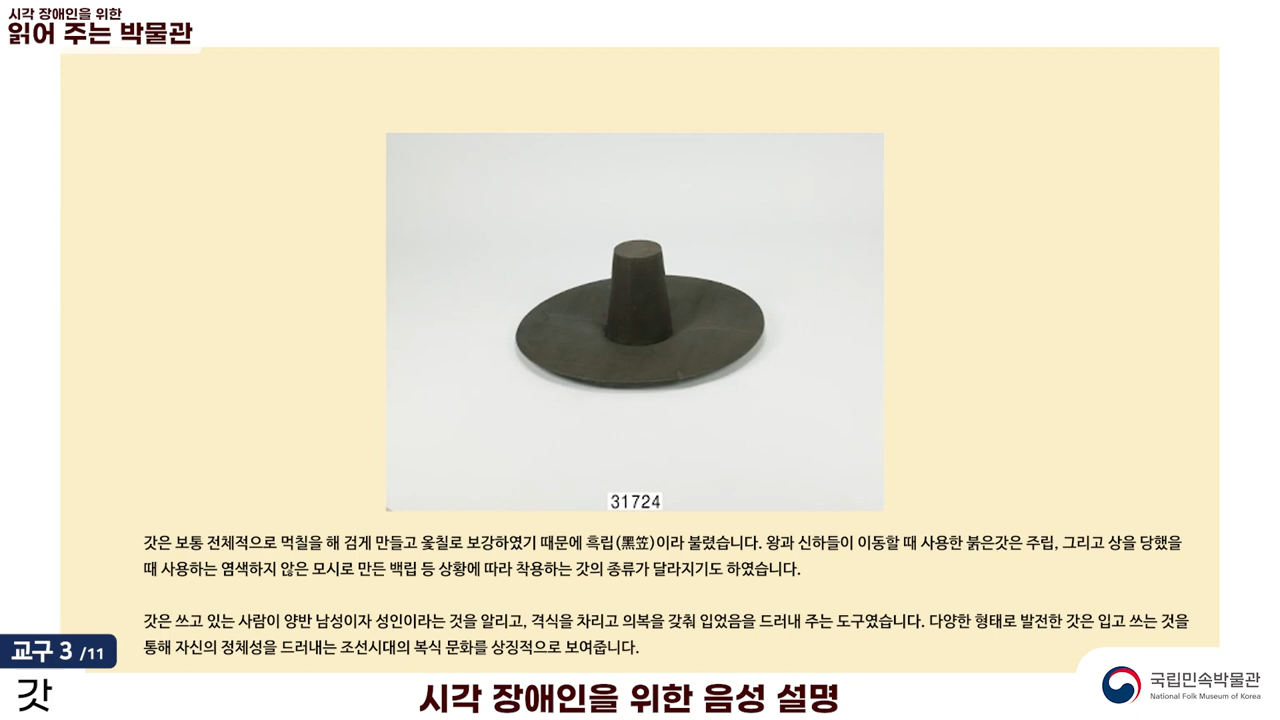 시각 장애인을 위한
읽어 주는 박물관
31724
갓은 보통 전체적으로 먹칠을 해 검게 만들고 옻칠로 보강하였기 때문에 흑립(黑笠)이라 불렸습니다. 왕과 신하들이 이동할 때 사용한 붉은갓은 주립, 그리고 상을 당했을
때 사용하는 염색하지 않은 모시로 만든 백립 등 상황에 따라 착용하는 갓의 종류가 달라지기도 하였습니다.
갓은 쓰고 있는 사람이 양반 남성이자 성인이라는 것을 알리고, 격식을 차리고 의복을 갖춰 입었음을 드러내 주는 도구였습니다. 다양한 형태로 발전한 갓은 입고 쓰는 것을
통해 자신의 정체성을 드러내는 조선시대의 복식 문화를 상징적으로 보여줍니다.
교구 3 /11
갓
시각 장애인을 위한 음성 설명
국립민속박물관
National Folk Museum of Korea